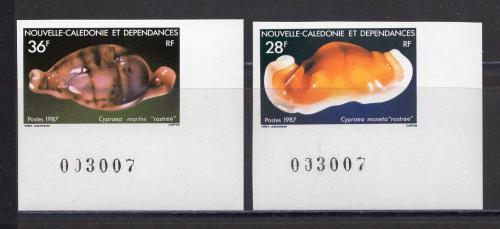 NOUVELLE-CALEDONIE ET DEPENDANCES
36F
RF
Postes 1987
Cypraea martini "rostrée"
003007
NOUVELLE-CALEDONIE ET DEPENDANCES
28F
RF
Postes 1987
Cypraea moneta "rostrée"
003007